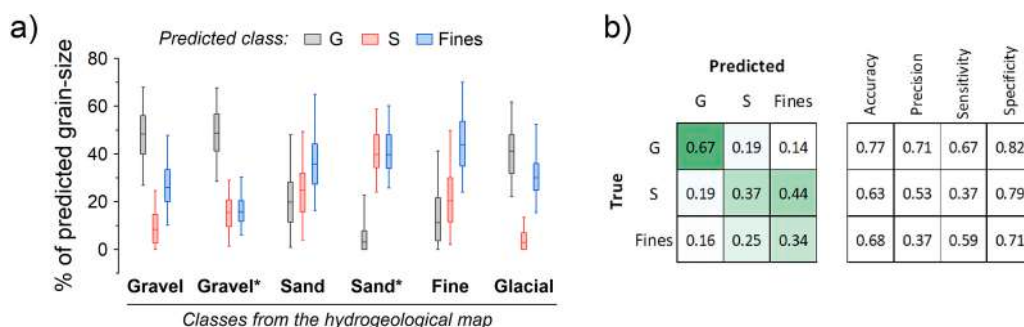 a)
Predicted class: G S Fines
% of predicted grain-size
80
60
40
20
0
Gravel Gravel* Sand Sand* Fine Glacial
Classes from the hydrogeological map
b)
Predicted
G S Fines
Accuracy Precision Sensitivity Specificity
True
G 0.67 0.19 0.14 0.77 0.71 0.67 0.82
S 0.19 0.37 0.44 0.63 0.53 0.37 0.79
Fines 0.16 0.25 0.34 0.68 0.37 0.59 0.71